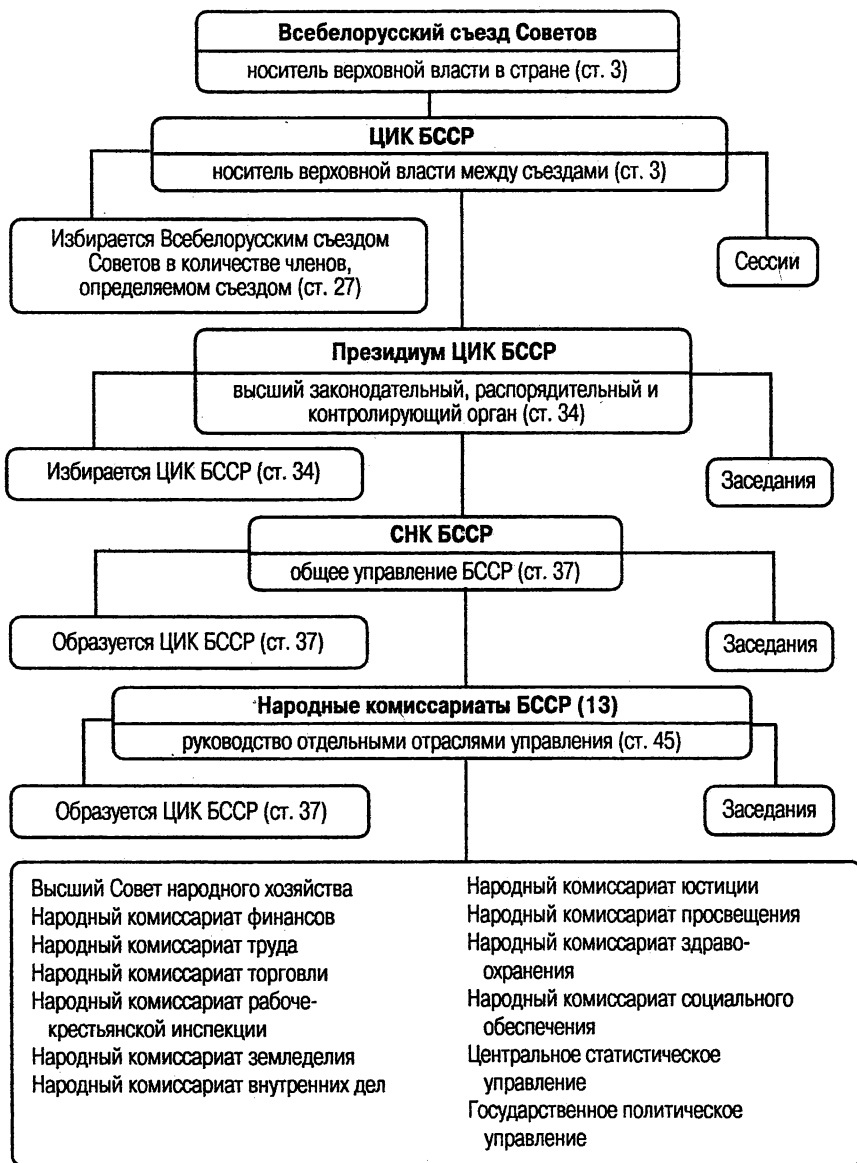 Всебелорусский съезд Советов
носитель верховной власти в стране (ст. 3)
ЦИК БССР
носитель верховной власти между съездами (ст. 3)
Избирается Всебелорусским съездом
Советов в количестве членов,
определяемом съездом (ст. 27)
Сессии
Президиум ЦИК БССР
высший законодательный, распорядительный и
контролирующий орган (ст. 34)
Избирается ЦИК БССР (ст. 34)
Заседания
СНК БССР
общее управление БССР (ст. 37)
Образуется ЦИК БССР (ст. 37)
Заседания
Народные комиссариаты БССР (13)
руководство отдельными отраслями управления (ст. 45)
Образуется ЦИК БССР (ст. 37)
Заседания
Высший Совет народного хозяйства
Народный комиссариат финансов
Народный комиссариат труда
Народный комиссариат торговли
Народный комиссариат рабоче-
крестьянской инспекции
Народный комиссариат земледелия
Народный комиссариат внутренних дел
Народный комиссариат юстиции
Народный комиссариат просвещения
Народный комиссариат здраво-
охранения
Народный комиссариат социального
обеспечения
Центральное статистическое
управление
Государственное политическое
управление